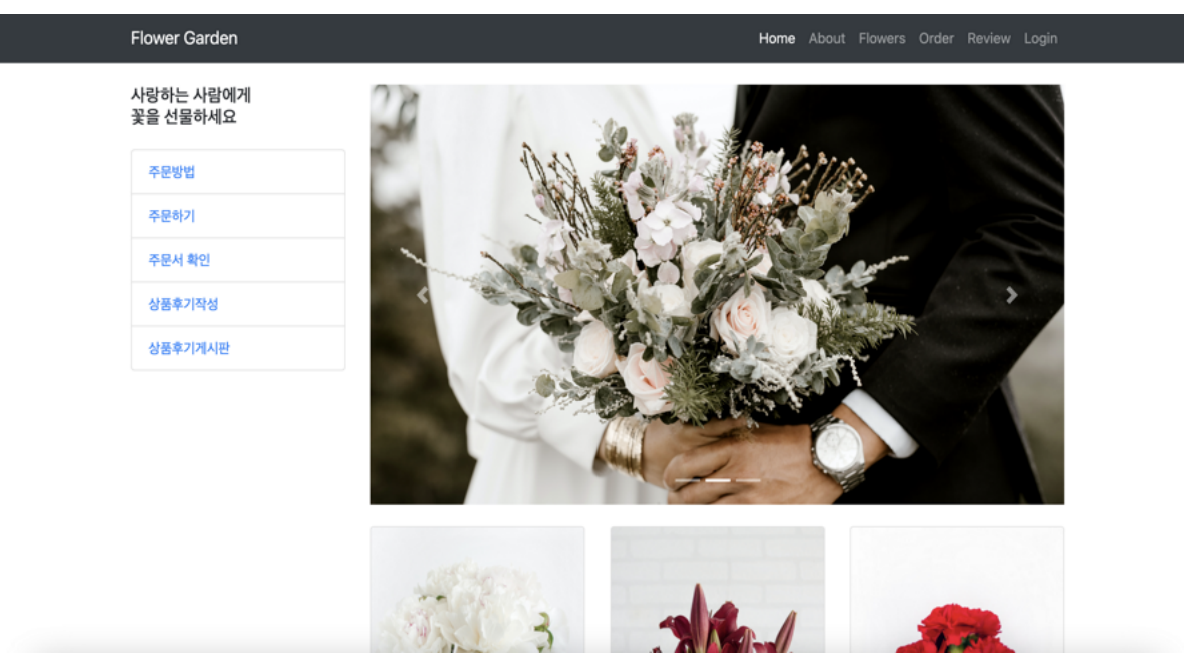 Flower Garden
Home About Flowers Order Review Login
사랑하는 사람에게
꽃을 선물하세요
주문방법
주문하기
주문서 확인
상품후기작성
상품후기게시판